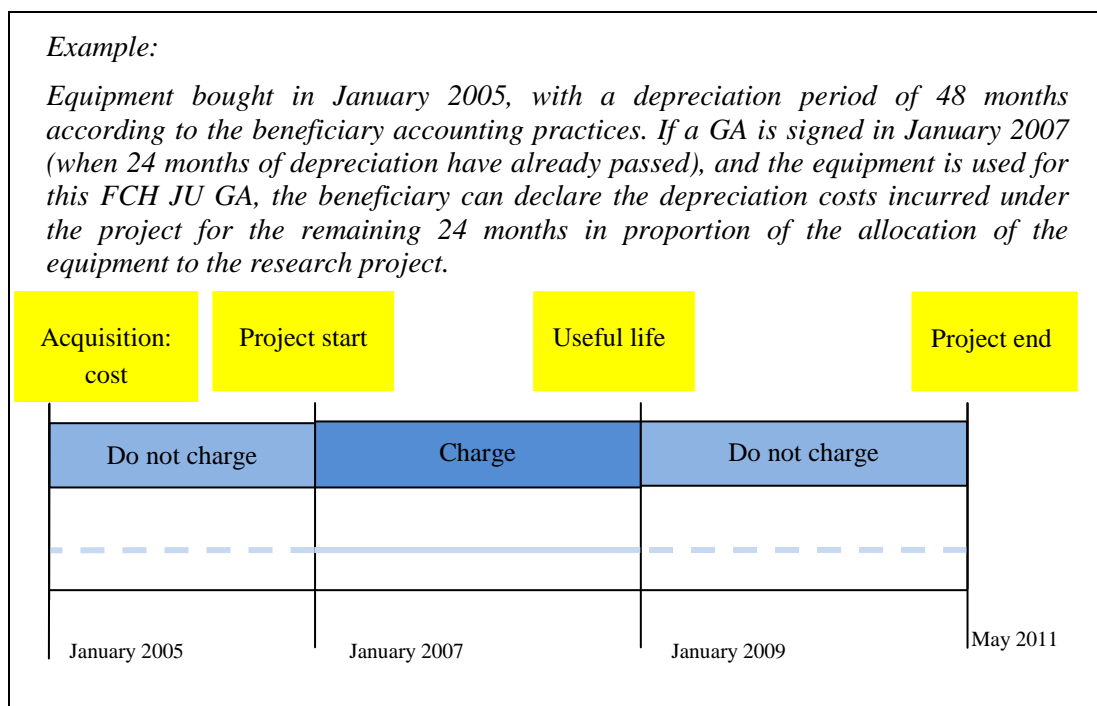 Example:
Equipment bought in January 2005, with a depreciation period of 48 months
according to the beneficiary accounting practices. If a GA is signed in January 2007
(when 24 months of depreciation have already passed), and the equipment is used for
this FCH JU GA, the beneficiary can declare the depreciation costs incurred under
the project for the remaining 24 months in proportion of the allocation of the
equipment to the research project.
Acquisition:
cost
Project start
Useful life
Project end
Do not charge
Charge
Do not charge
January 2005
January 2007
January 2009
May 2011